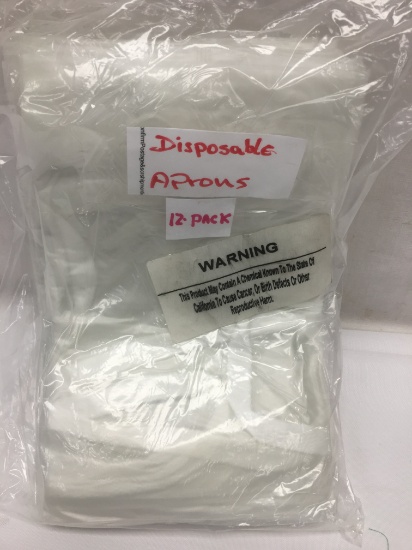 Disposable
Aprons
12 PACK
WARNING
This Product May Contain A Chemical Known To The State Of
California To Cause Cancer, Or Birth Defects Or Other
Reproductive Harm.